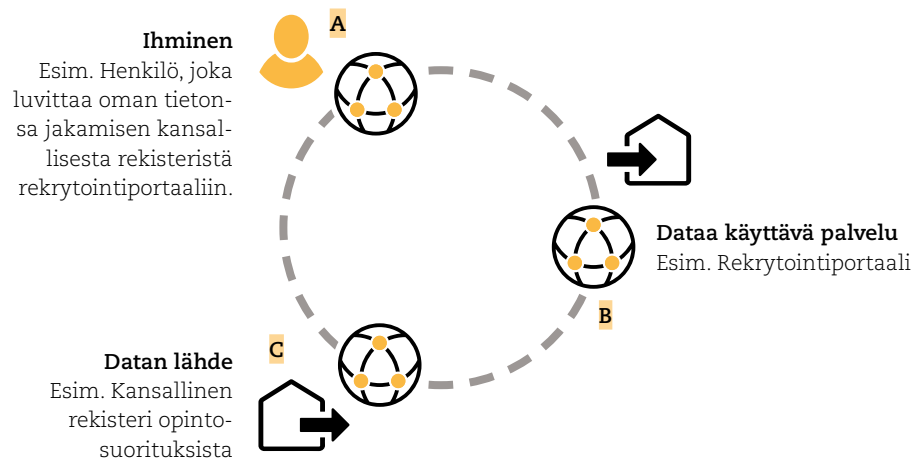 A
Ihminen
Esim. Henkilö, joka
luvittaa oman tieton-
sa jakamisen kansal-
lisesta rekisteristä
rekrytointiportaaliin.
Dataa käyttävä palvelu
Esim. Rekrytointiportaali
B
C
Datan lähde
Esim. Kansallinen
rekisteri opinto-
suorituksista